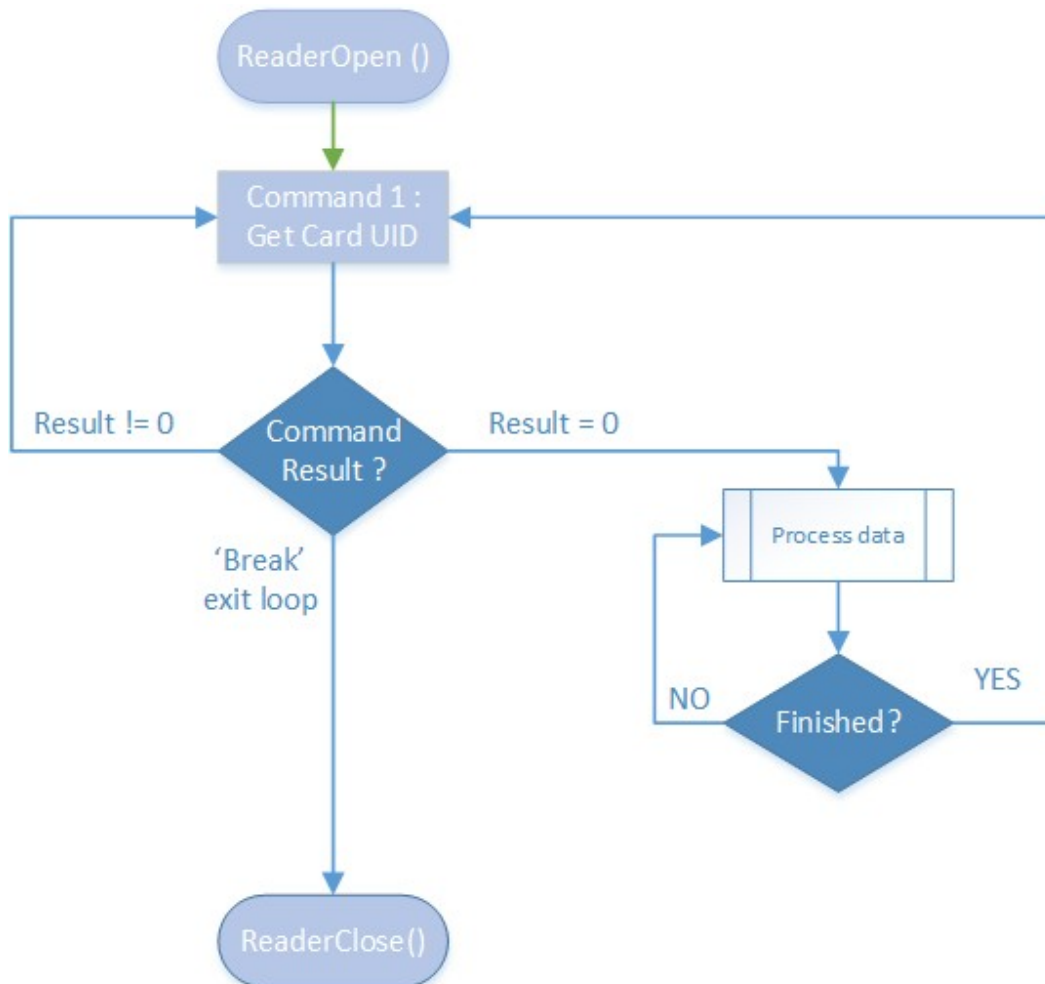 ReaderOpen ()
Command 1 :
Get Card UID
Result != 0
Command
Result ?
Result = 0
Process data
‘Break’
exit loop
NO
Finished ?
YES
ReaderClose()